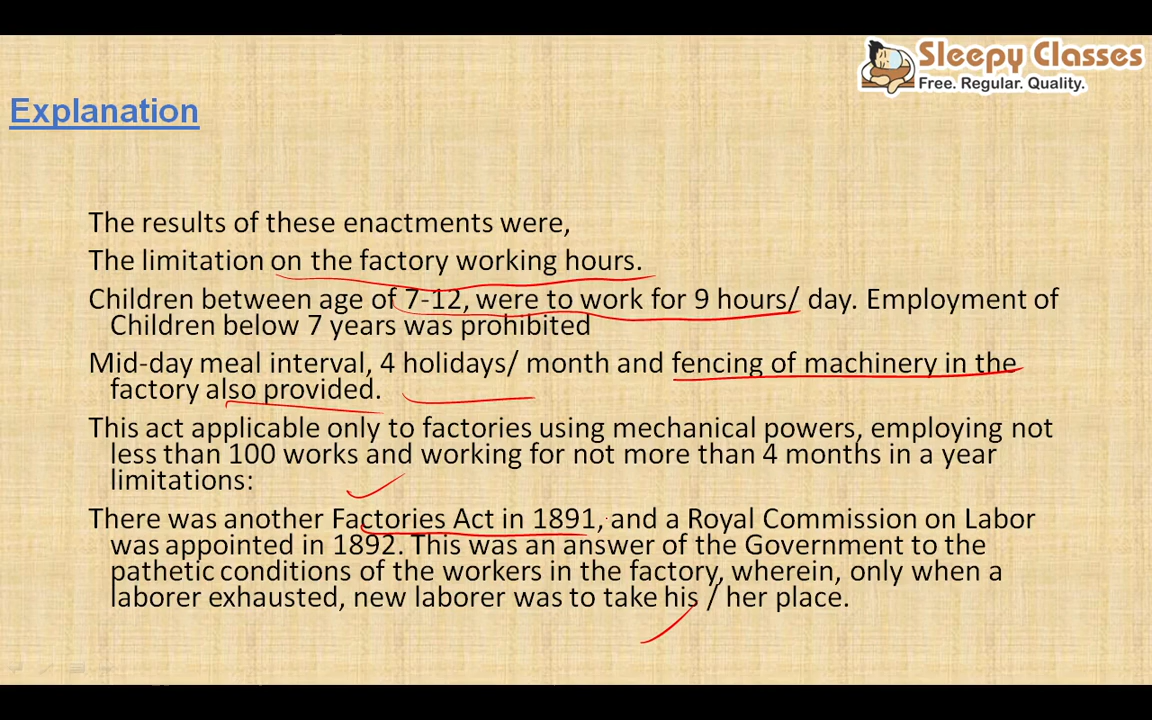 Sleepy Classes
Free. Regular. Quality.
Explanation
The results of these enactments were,
The limitation on the factory working hours.
Children between age of 7-12, were to work for 9 hours/ day. Employment of
Children below 7 years was prohibited
Mid-day meal interval, 4 holidays/ month and fencing of machinery in the
factory also provided.
This act applicable only to factories using mechanical powers, employing not
less than 100 works and working for not more than 4 months in a year
limitations:
There was another Factories Act in 1891, and a Royal Commission on Labor
was appointed in 1892. This was an answer of the Government to the
pathetic conditions of the workers in the factory, wherein, only when a
laborer exhausted, new laborer was to take his / her place.